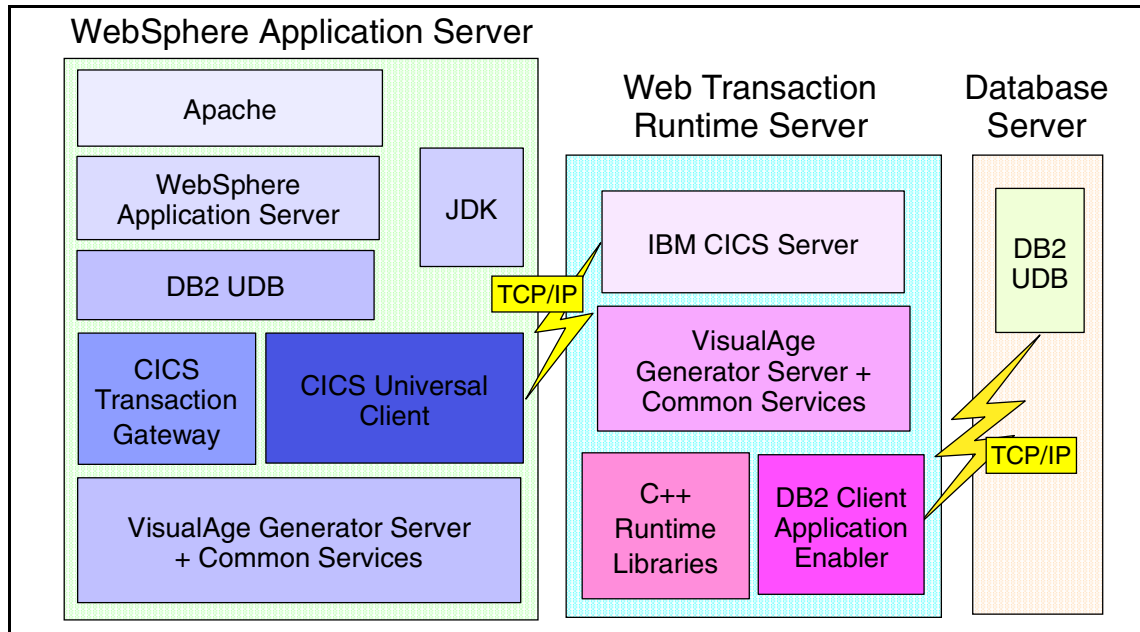 WebSphere Application Server
Apache
WebSphere
Application Server
JDK
DB2 UDB
CICS
Transaction
Gateway
CICS Universal
Client
VisualAge Generator Server
+ Common Services
TCP/IP
Web Transaction
Runtime Server
IBM CICS Server
VisualAge
Generator Server +
Common Services
C++
Runtime
Libraries
DB2 Client
Application
Enabler
Database
Server
DB2
UDB
TCP/IP